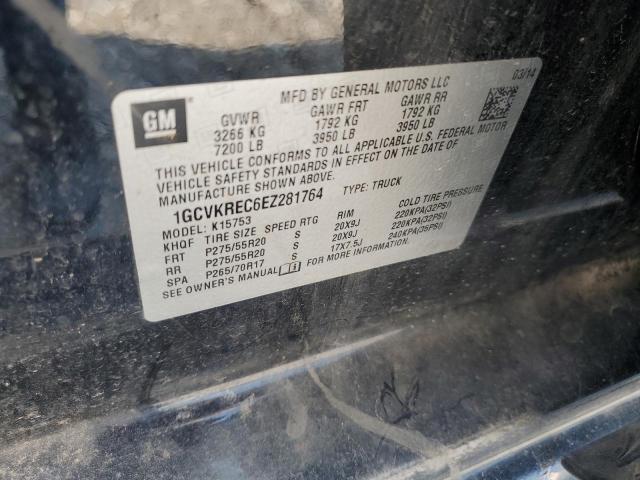 MFD BY GENERAL MOTORS LLC 03/14
GM
GVWR GAWR FRT GAWR RR
3266 KG 1792 KG 1792 KG
7200 LB 3950 LB 3950 LB
THIS VEHICLE CONFORMS TO ALL APPLICABLE U.S. FEDERAL MOTOR
VEHICLE SAFETY STANDARDS IN EFFECT ON THE DATE OF
MANUFACTURE SHOWN ABOVE.
1GCVKREC6EZ281764 TYPE: TRUCK
MODEL: K15753
KHQF TIRE SIZE SPEED RTG RIM COLD TIRE PRESSURE
FRT P275/55R20 S 20X9J 220KPA(32PSI)
RR P275/55R20 S 20X9J 220KPA(32PSI)
SPA P265/70R17 S 17X7.5J 240KPA(35PSI)
SEE OWNER'S MANUAL